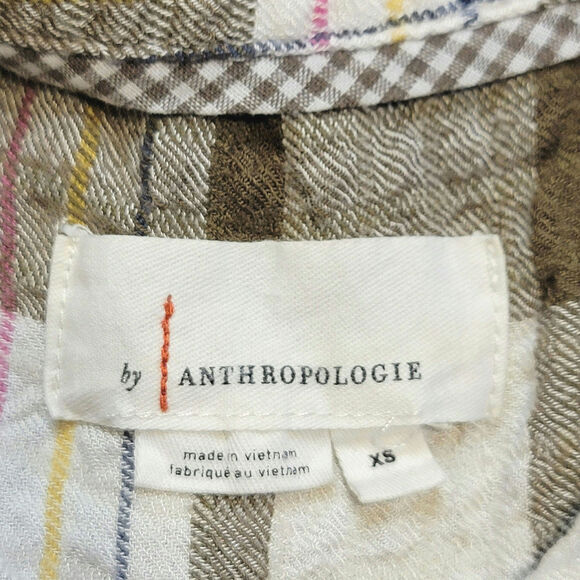 by ANTHROPOLOGIE
made in vietnam
fabriqué au vietnam
XS